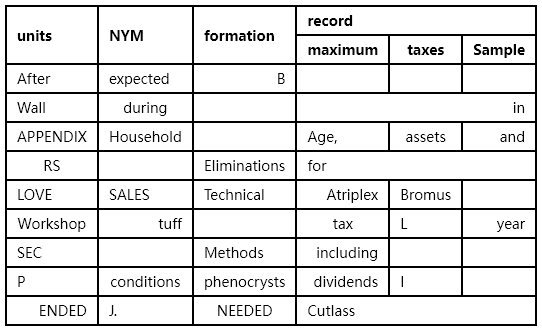 units NYM formation record
maximum taxes Sample
After expected B
Wall during in
APPENDIX Household Age, assets and
RS Eliminations for
LOVE SALES Technical Atriplex Bromus
Workshop tuff tax L year
SEC Methods including
P conditions phenocrysts dividends I
ENDED J. NEEDED Cutlass